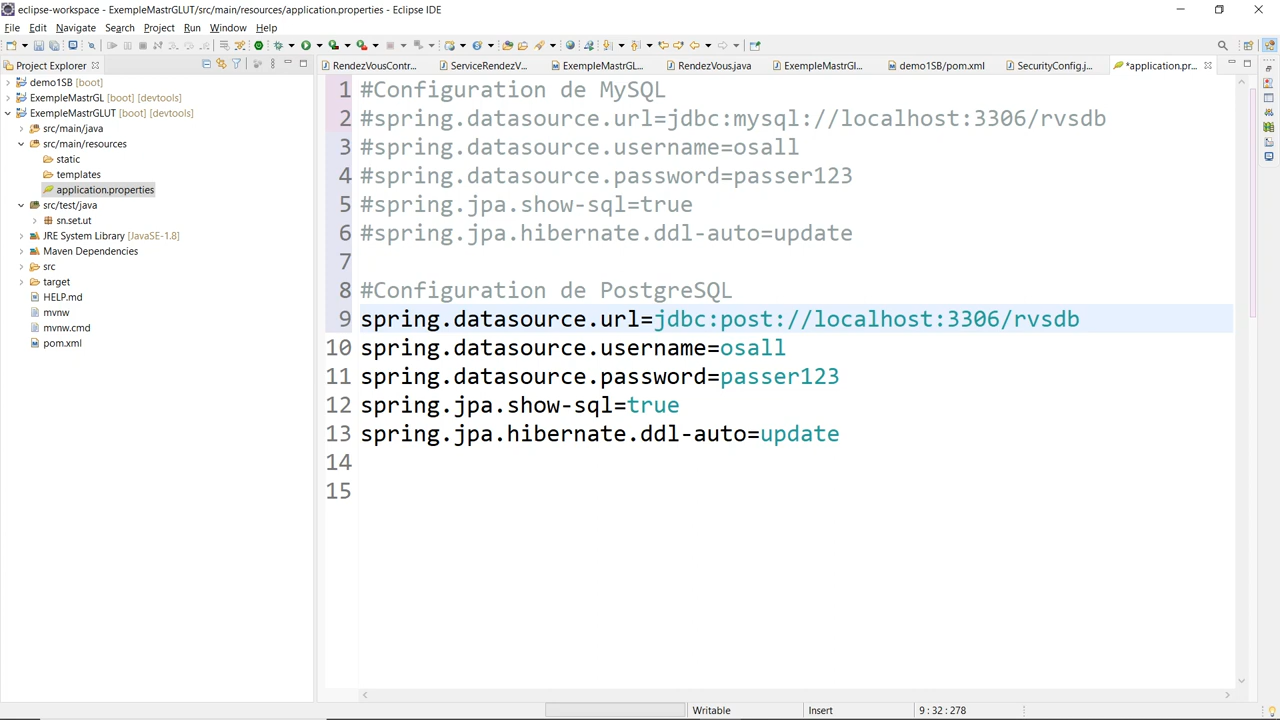 eclipse-workspace - ExempleMastrGLUT/src/main/resources/application.properties - Eclipse IDE
File Edit Navigate Search Project Run Window Help
Project Explorer
RendezVousContr...
ServiceRendezV...
ExempleMastrGL...
RendezVous.java
ExempleMastrGl...
demo1SB/pom.xml
SecurityConfig.j...
*application.pr...
demo1SB [boot]
ExempleMastrGL [boot] [devtools]
ExempleMastrGLUT [boot] [devtools]
src/main/java
src/main/resources
static
templates
application.properties
src/test/java
sn.set.ut
JRE System Library [JavaSE-1.8]
Maven Dependencies
src
target
HELP.md
mvnw
mvnw.cmd
pom.xml
1 #Configuration de MySQL
2 #spring.datasource.url=jdbc:mysql://localhost:3306/rvsdb
3 #spring.datasource.username=osall
4 #spring.datasource.password=passer123
5 #spring.jpa.show-sql=true
6 #spring.jpa.hibernate.ddl-auto=update
7
8 #Configuration de PostgreSQL
9 spring.datasource.url=jdbc:post://localhost:3306/rvsdb
10 spring.datasource.username=osall
11 spring.datasource.password=passer123
12 spring.jpa.show-sql=true
13 spring.jpa.hibernate.ddl-auto=update
14
15
Writable
Insert
9 : 32 : 278